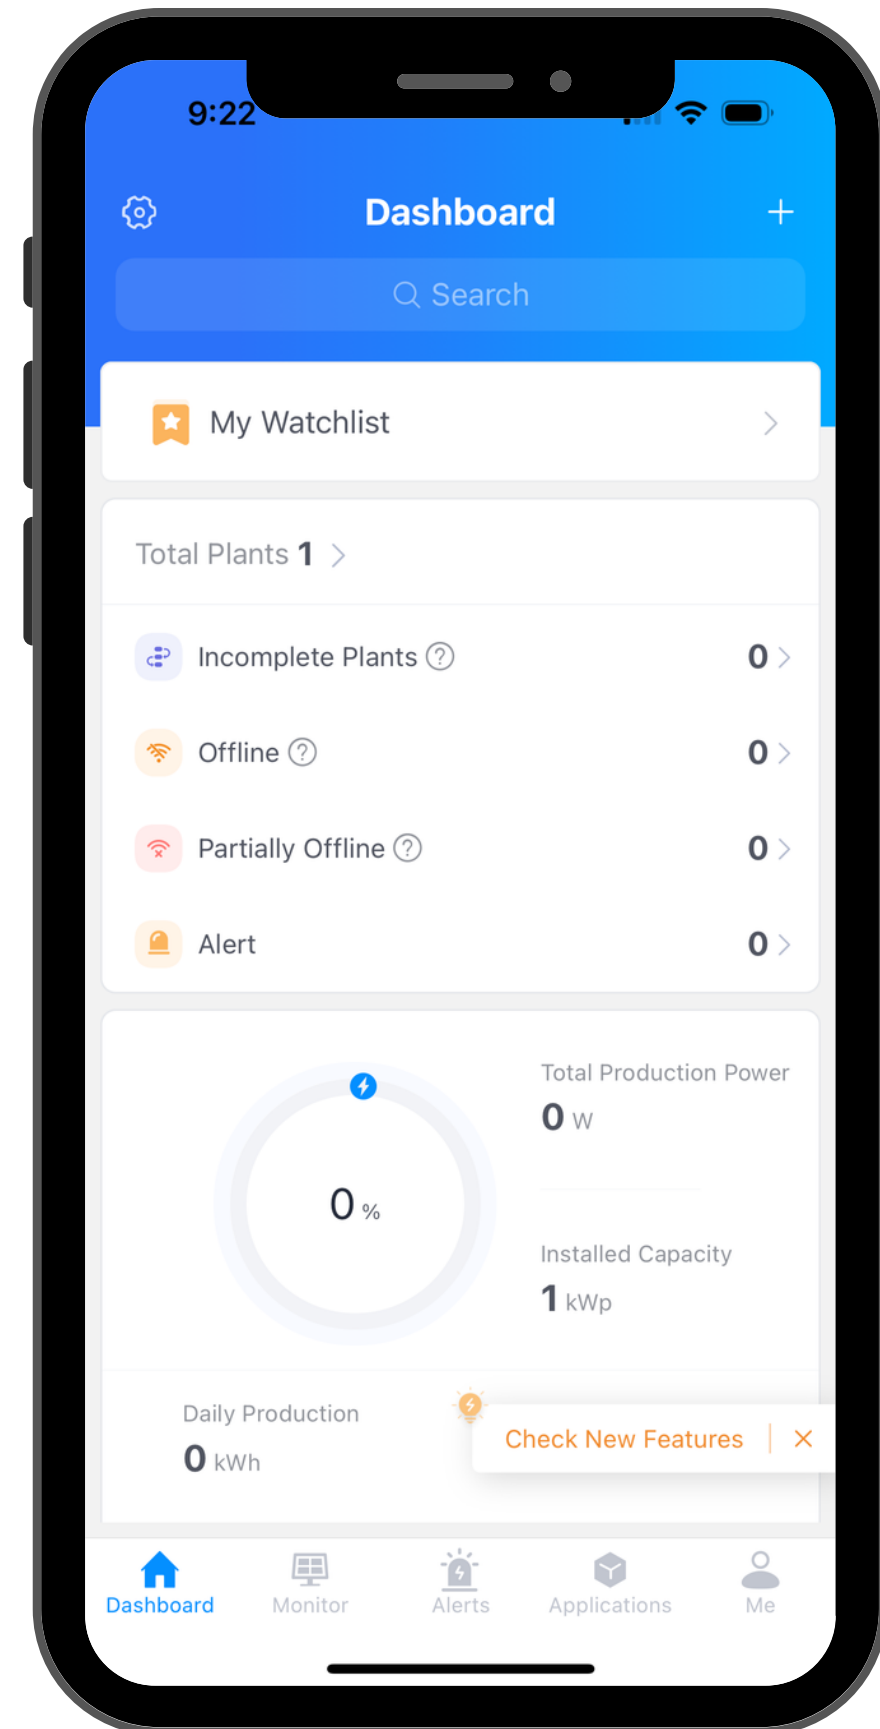 9:22
Dashboard
Search
My Watchlist
Total Plants 1
Incomplete Plants ? 0
Offline ? 0
Partially Offline ? 0
Alert 0
Total Production Power
0 W
0 %
Installed Capacity
1 kWp
Daily Production
0 kWh
Check New Features
Dashboard Monitor Alerts Applications Me